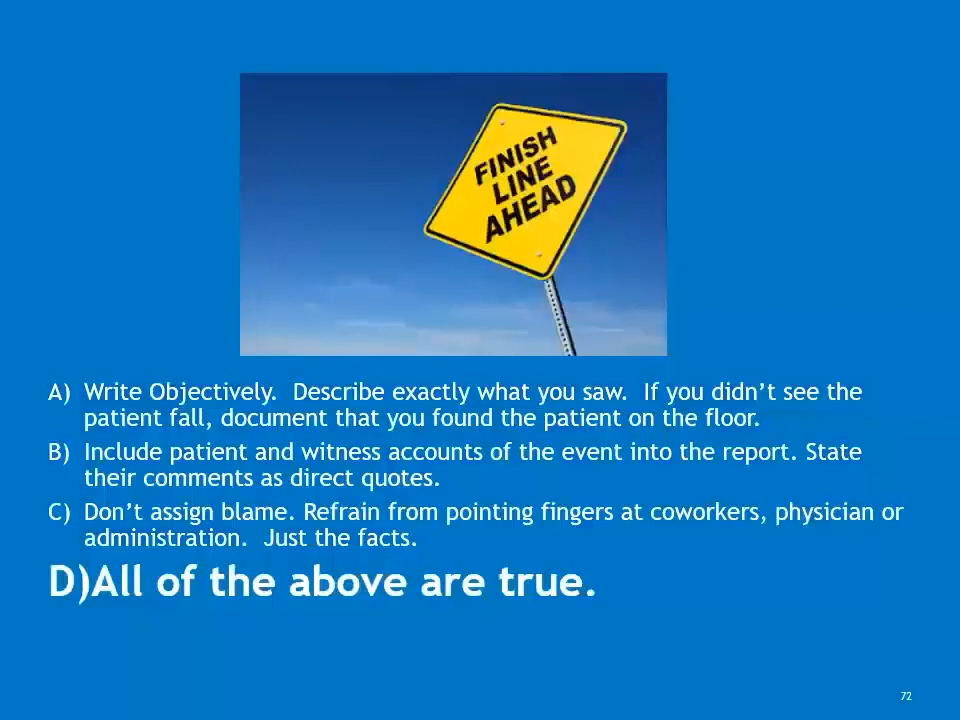 FINISH
LINE
AHEAD
A) Write Objectively.  Describe exactly what you saw.  If you didn't see the
patient fall, document that you found the patient on the floor.
B) Include patient and witness accounts of the event into the report. State
their comments as direct quotes.
C) Don't assign blame. Refrain from pointing fingers at coworkers, physician or
administration.  Just the facts.
D)All of the above are true.
72